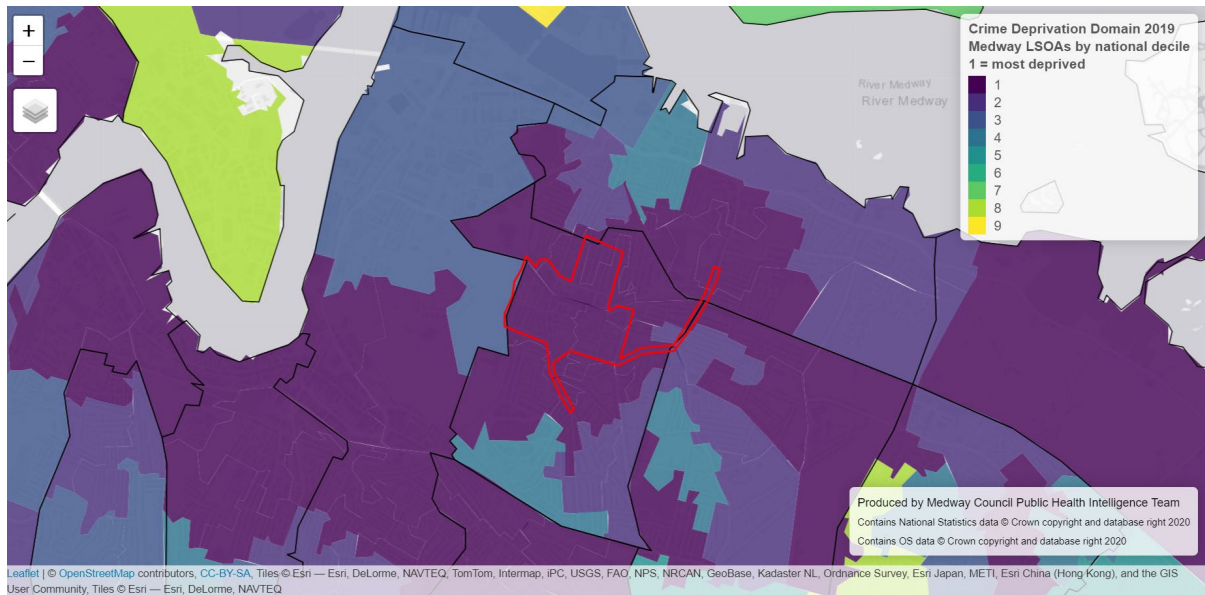 +
−
Crime Deprivation Domain 2019
Medway LSOAs by national decile
1 = most deprived
1
2
3
4
5
6
7
8
9
River Medway
River Medway
Produced by Medway Council Public Health Intelligence Team
Contains National Statistics data © Crown copyright and database right 2020
Contains OS data © Crown copyright and database right 2020
Leaflet | © OpenStreetMap contributors, CC-BY-SA, Tiles © Esri — Esri, DeLorme, NAVTEQ, TomTom, Intermap, iPC, USGS, FAO, NPS, NRCAN, GeoBase, Kadaster NL, Ordnance Survey, Esri Japan, METI, Esri China (Hong Kong), and the GIS
User Community, Tiles © Esri — Esri, DeLorme, NAVTEQ